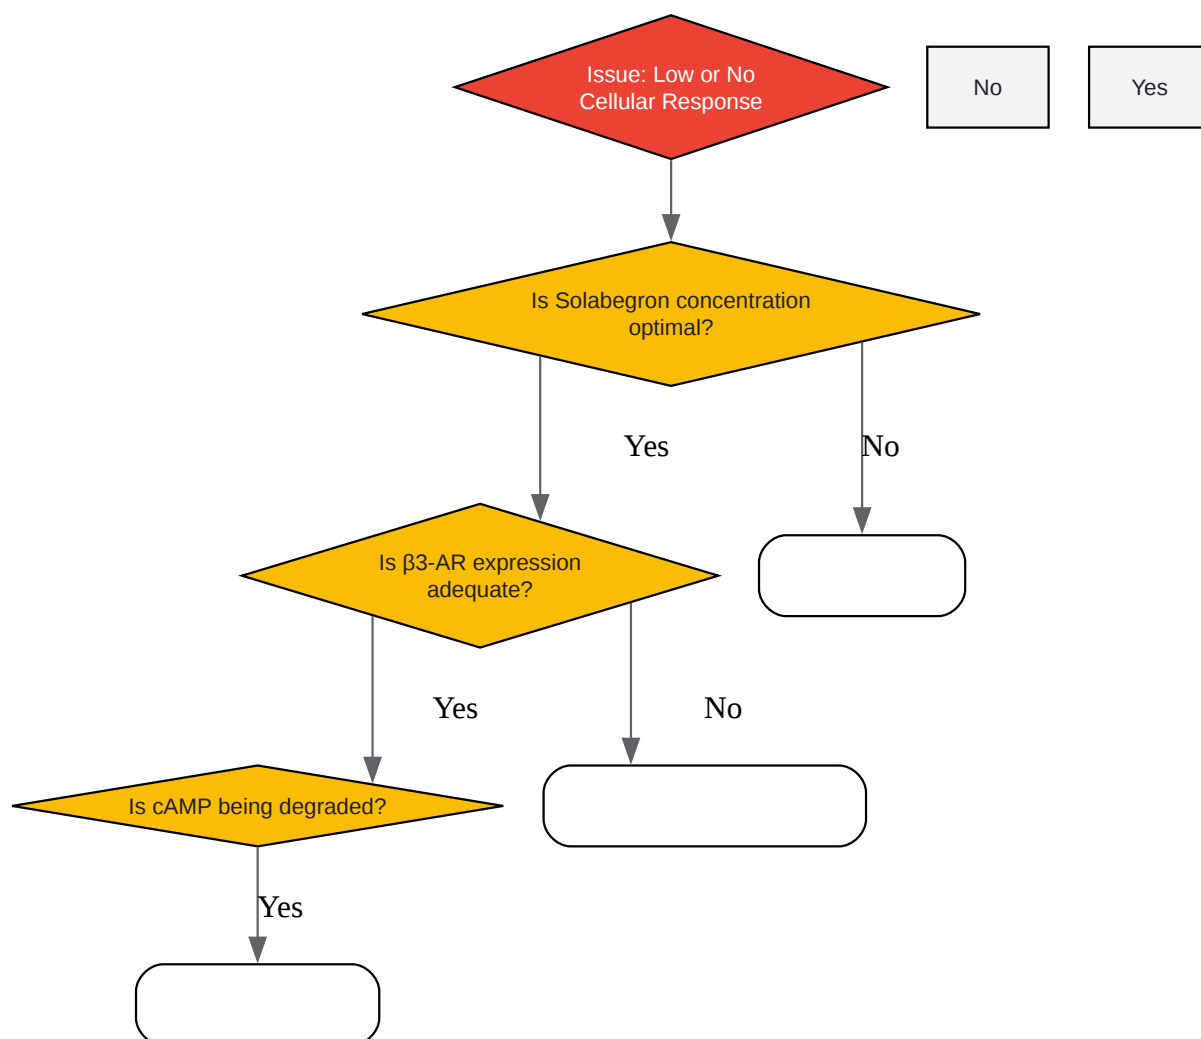 Issue: Low or No
Cellular Response
No
Yes
Is Solabegron concentration
optimal?
Yes
No
Is β3-AR expression
adequate?
Yes
No
Is cAMP being degraded?
Yes